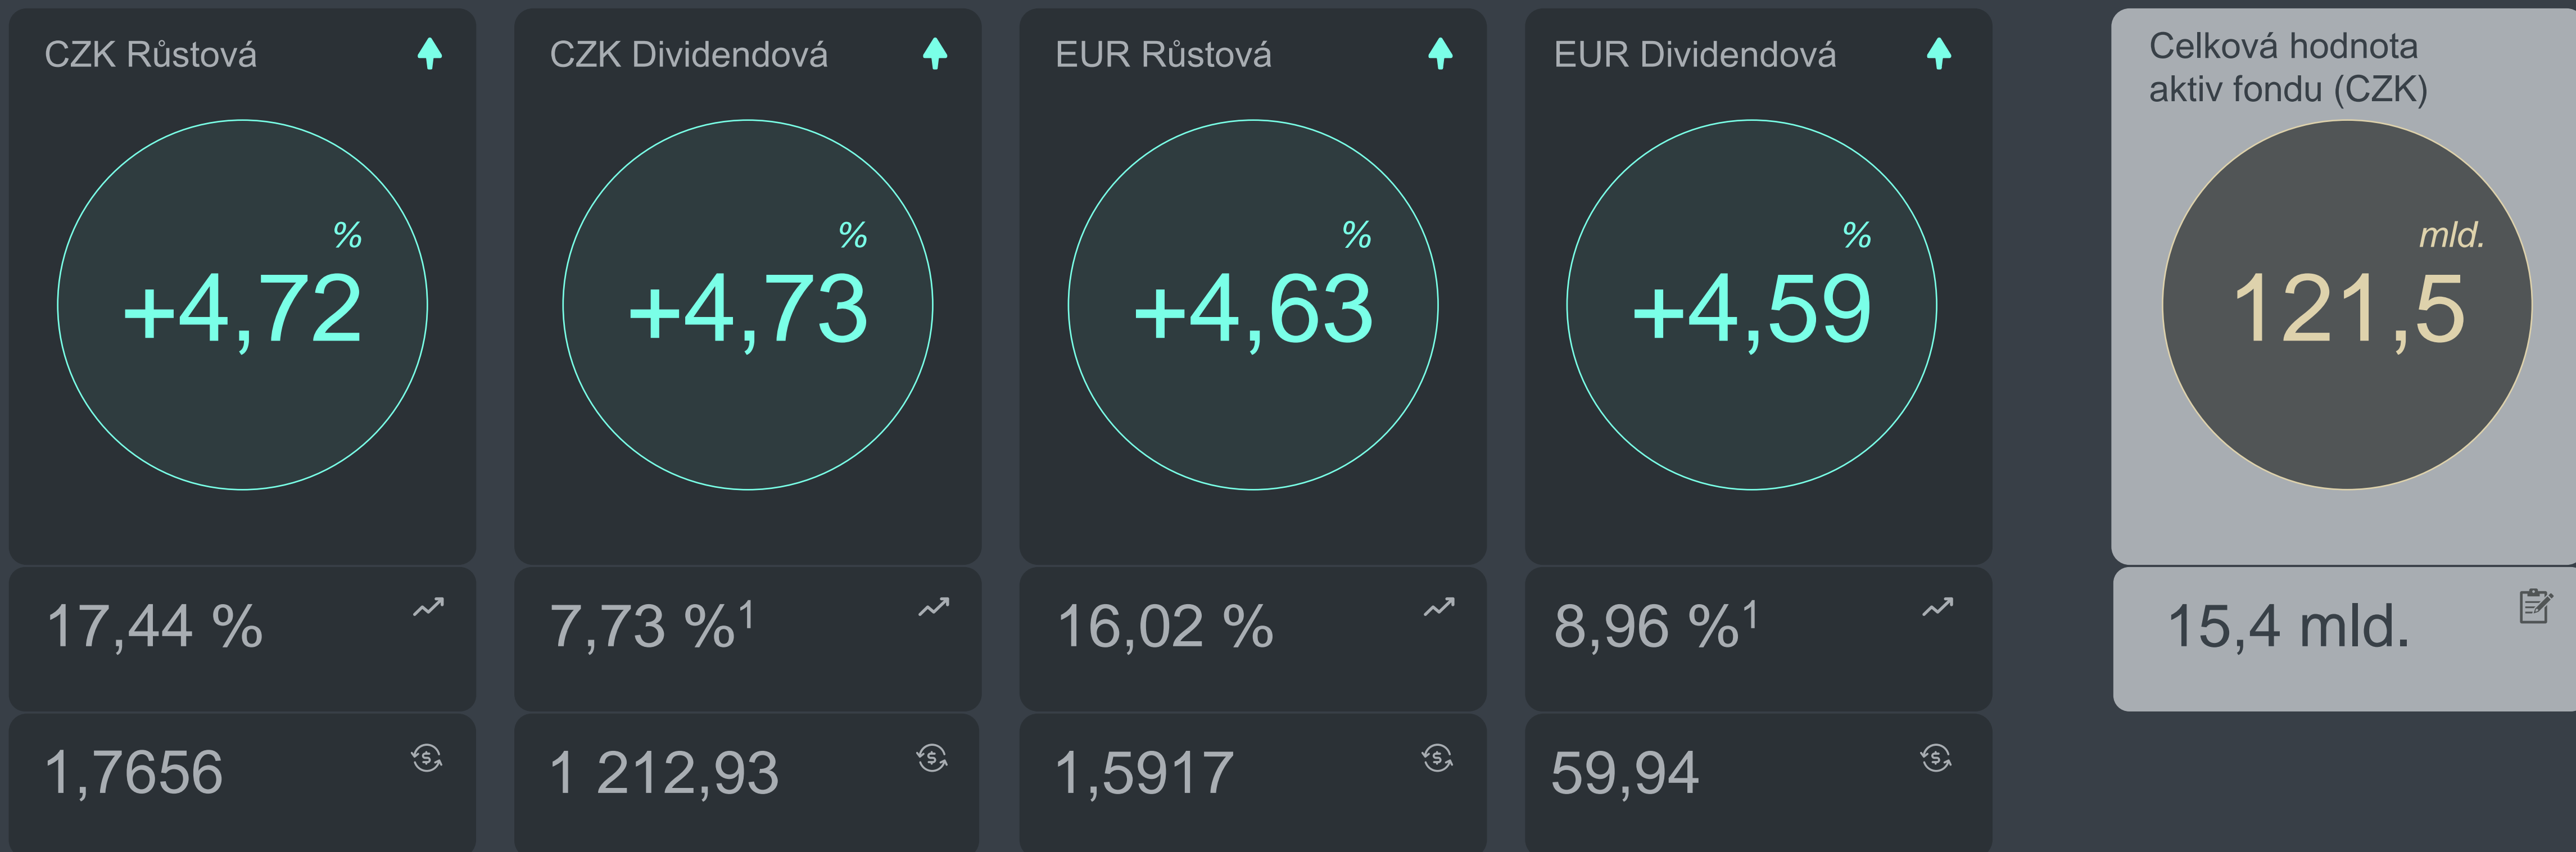 CZK Růstová
%
+4,72
17,44 %
1,7656
CZK Dividendová
%
+4,73
7,73 %1
1 212,93
EUR Růstová
%
+4,63
16,02 %
1,5917
EUR Dividendová
%
+4,59
8,96 %1
59,94
Celková hodnota
aktiv fondu (CZK)
mld.
121,5
15,4 mld.